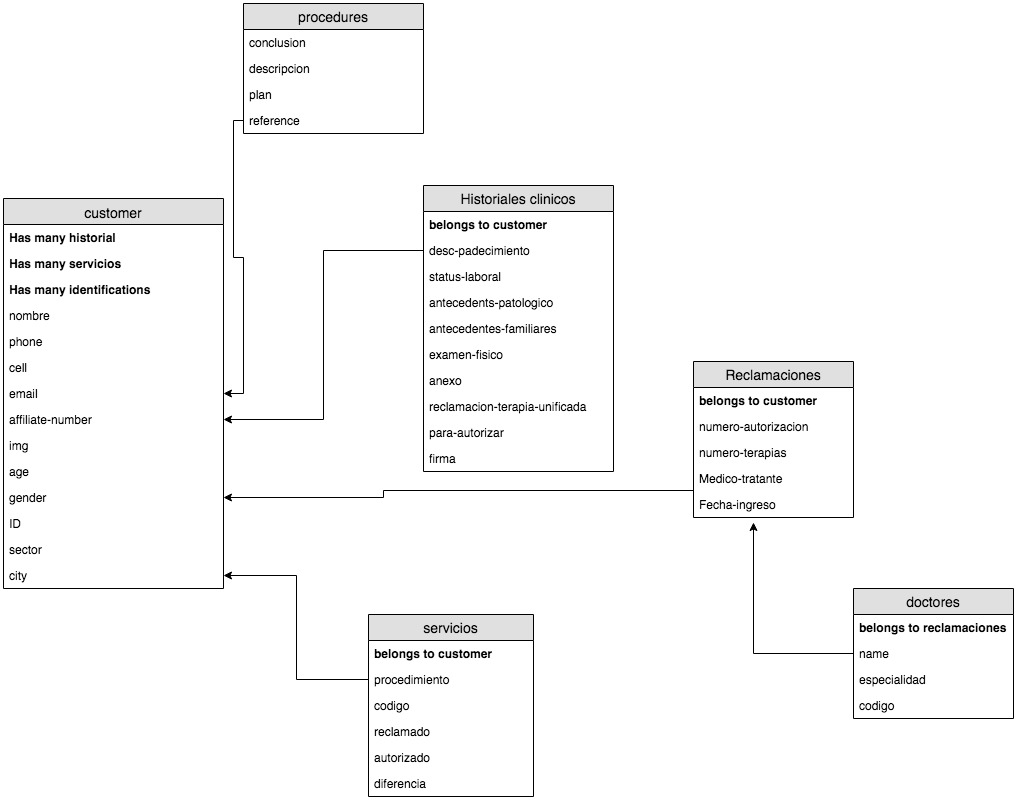 procedures
conclusion
descripcion
plan
reference
customer
Has many historial
Has many servicios
Has many identifications
nombre
phone
cell
email
affiliate-number
img
age
gender
ID
sector
city
Historiales clinicos
belongs to customer
desc-padecimiento
status-laboral
antecedents-patologico
antecedentes-familiares
examen-fisico
anexo
reclamacion-terapia-unificada
para-autorizar
firma
Reclamaciones
belongs to customer
numero-autorizacion
numero-terapias
Medico-tratante
Fecha-ingreso
servicios
belongs to customer
procedimiento
codigo
reclamado
autorizado
diferencia
doctores
belongs to reclamaciones
name
especialidad
codigo